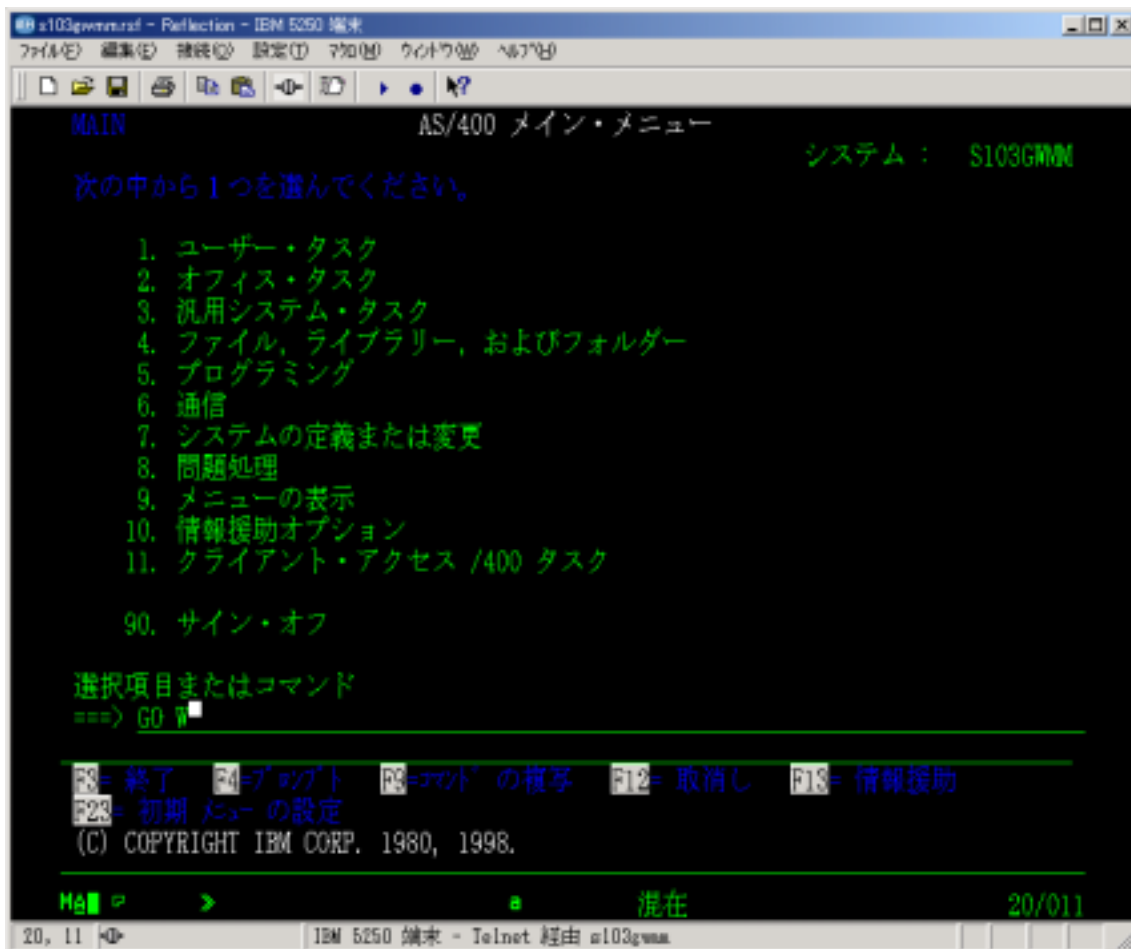 s103gwmm.rsf - Reflection - IBM 5250 端末
ファイル(F) 編集(E) 接続(C) 設定(T) マクロ(M) ウィンドウ(W) ヘルプ(H)
MAIN AS/400 メイン・メニュー
システム : S103GWMM
次の中から1つを選んでください。
1. ユーザー・タスク
2. オフィス・タスク
3. 汎用システム・タスク
4. ファイル, ライブラリー, およびフォルダー
5. プログラミング
6. 通信
7. システムの定義または変更
8. 問題処理
9. メニューの表示
10. 情報援助オプション
11. クライアント・アクセス /400 タスク
90. サイン・オフ
選択項目またはコマンド
===> GO W
F3= 終了 F4=プロンプト F9=コマンド の複写 F12= 取消し F13= 情報援助
F23= 初期 メニュー の設定
(C) COPYRIGHT IBM CORP. 1980, 1998.
MA a 混在 20/011
20, 11 IBM 5250 端末 - Telnet 経由 s103gwmm